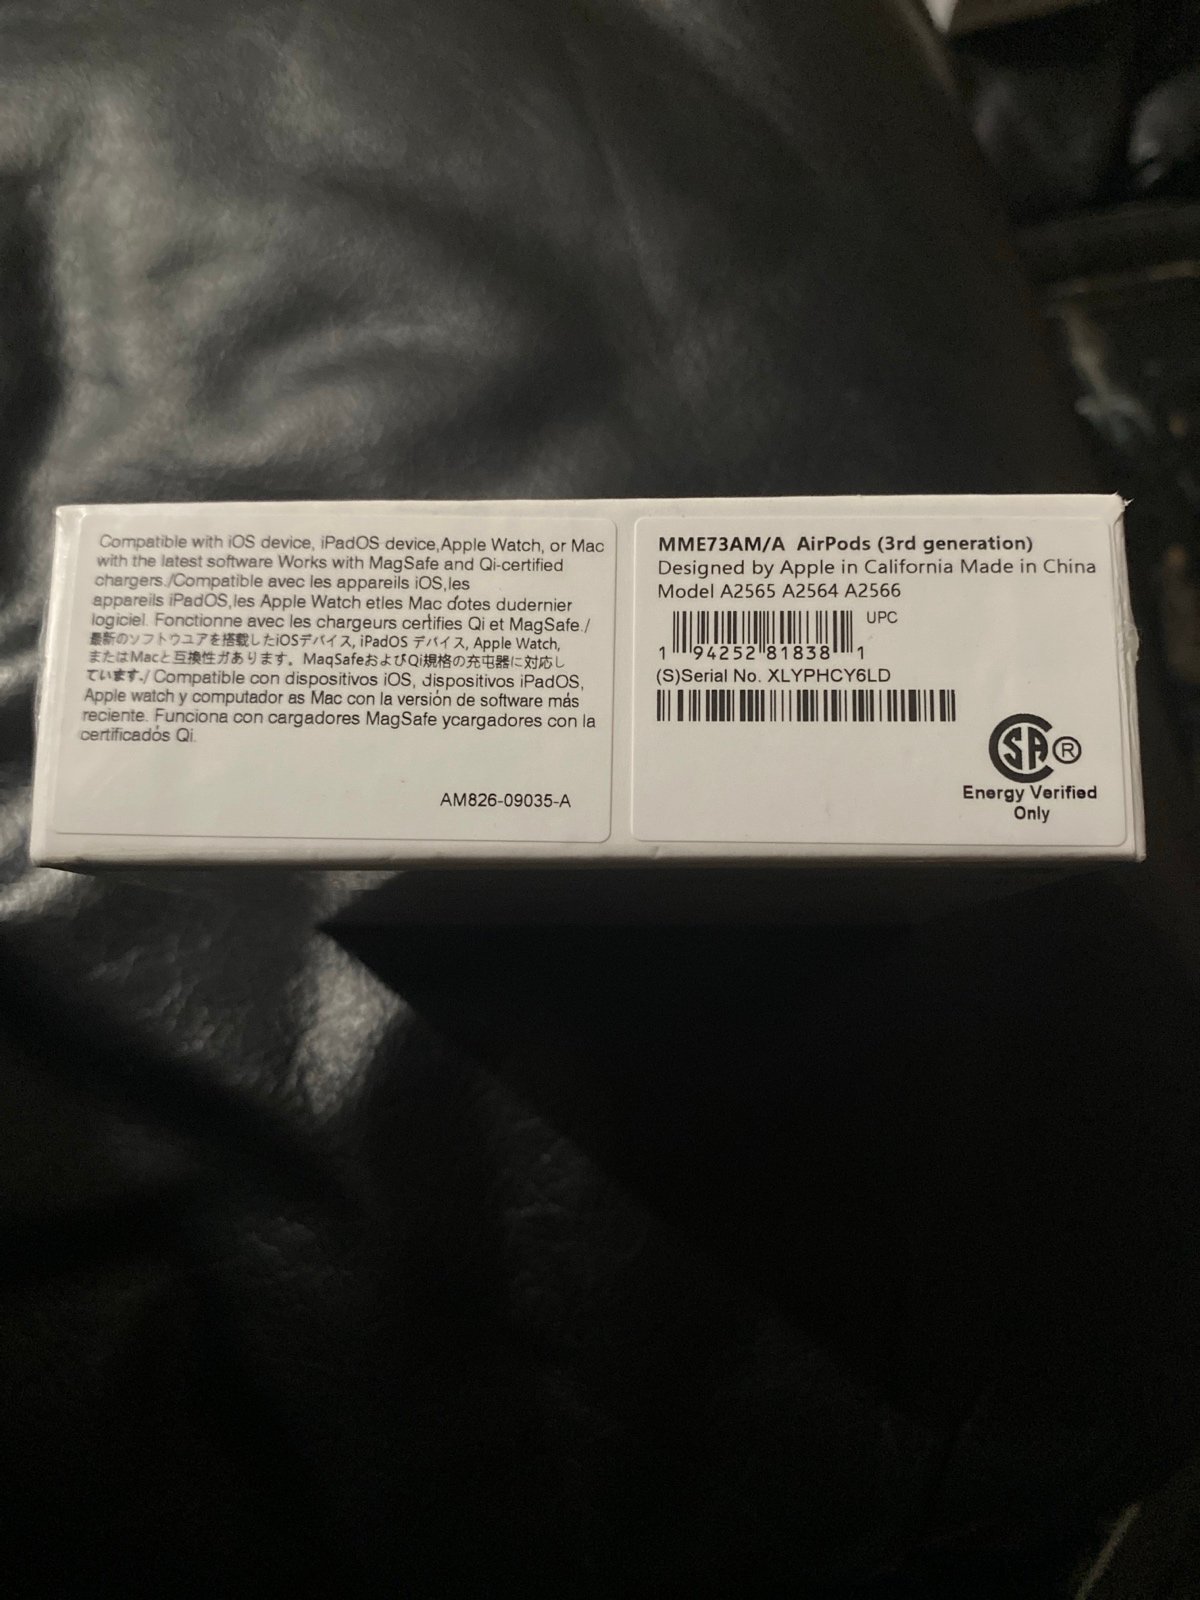 Compatible with iOS device, iPadOS device,Apple Watch, or Mac
with the latest software Works with MagSafe and Qi-certified
chargers./Compatible avec les appareils iOS,les
appareils iPadOS,les Apple Watch etles Mac dotes dudernier
logiciel. Fonctionne avec les chargeurs certifies Qi et MagSafe./
最新のソフトウユアを搭載したiOSデバイス, iPadOS デバイス, Apple Watch,
またはMacと互換性ガあります。MaqSafeおよびQi規格の充屯器に対応し
ています./ Compatible con dispositivos iOS, dispositivos iPadOS,
Apple watch y computador as Mac con la versión de software más
reciente. Funciona con cargadores MagSafe ycargadores con la
certificadós Qi.
AM826-09035-A
MME73AM/A AirPods (3rd generation)
Designed by Apple in California Made in China
Model A2565 A2564 A2566
UPC
1 94252 81838 1
(S)Serial No. XLYPHCY6LD
SA ®
Energy Verified
Only